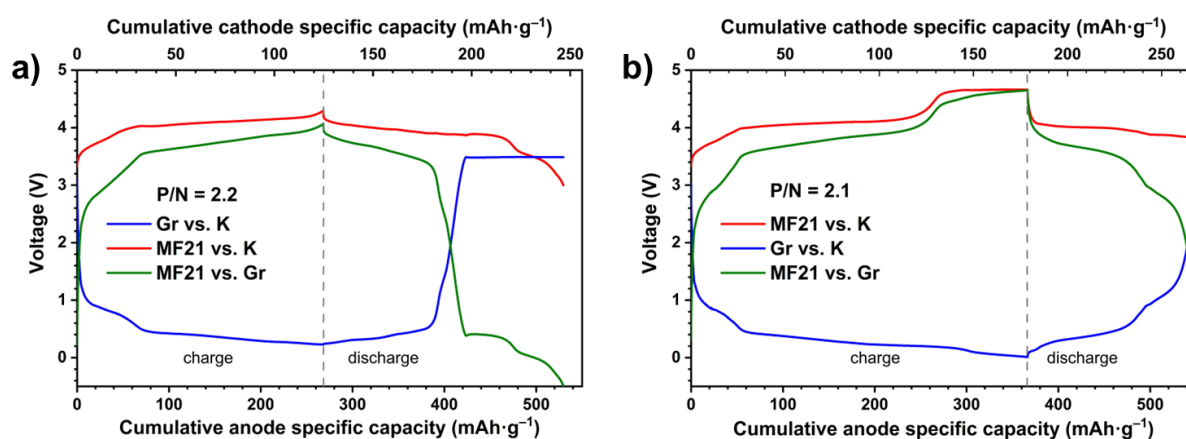 a)
Cumulative cathode specific capacity (mAh·g⁻¹)
0 50 100 150 200 250
Voltage (V)
5
4
3
2
1
0
P/N = 2.2
Gr vs. K
MF21 vs. K
MF21 vs. Gr
charge
discharge
0 100 200 300 400 500
Cumulative anode specific capacity (mAh·g⁻¹)
b)
Cumulative cathode specific capacity (mAh·g⁻¹)
0 50 100 150 200 250
Voltage (V)
5
4
3
2
1
0
P/N = 2.1
MF21 vs. K
Gr vs. K
MF21 vs. Gr
charge
discharge
0 100 200 300 400 500
Cumulative anode specific capacity (mAh·g⁻¹)